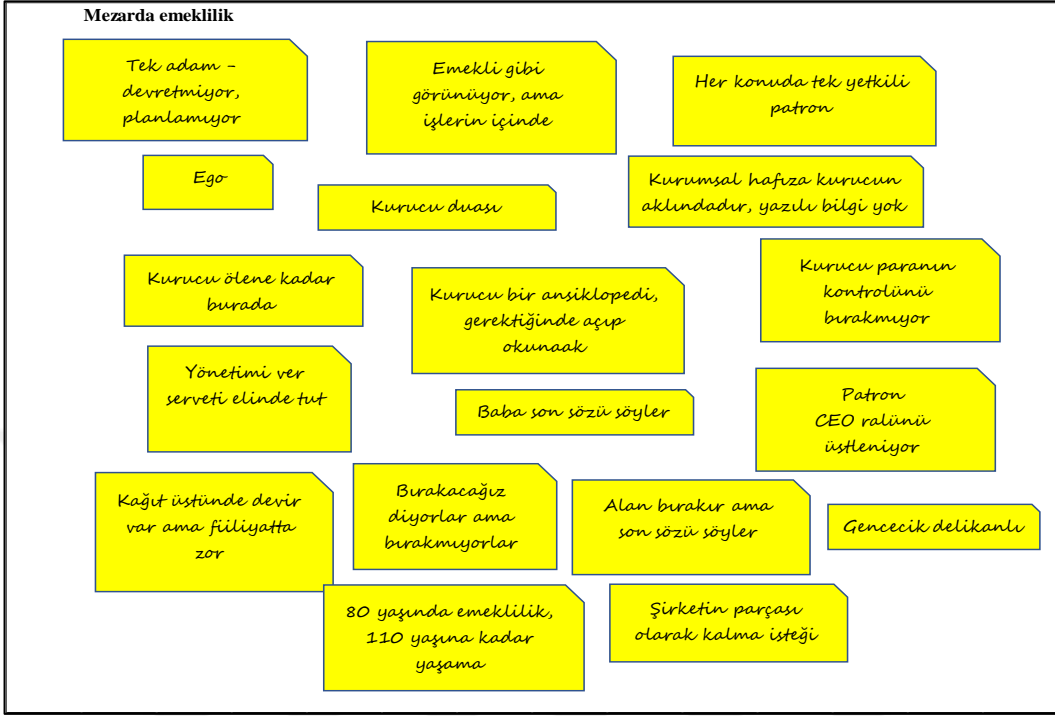 Mezarda emeklilik
Tek adam -
devretmiyor,
planlamıyor
Emekli gibi
görünüyor, ama
işlerin içinde
Her konuda tek yetkili
patron
Ego
Kurucu duası
Kurumsal hafıza kurucun
aklındadır, yazılı bilgi yok
Kurucu ölene kadar
burada
Kurucu bir ansiklopedi,
gerektiğinde açıp
okunaak
Kurucu paranın
kontrolünü
bırakmıyor
Yönetimi ver
serveti elinde tut
Baba son sözü söyler
Patron
CEO ralünü
üstleniyor
Kağıt üstünde devir
var ama fiiliyatta
zor
Bırakacağız
diyorlar ama
bırakmıyorlar
Alan bırakır ama
son sözü söyler
Gencecik delikanlı
80 yaşında emeklilik,
110 yaşına kadar
yaşama
Şirketin parçası
olarak kalma isteği